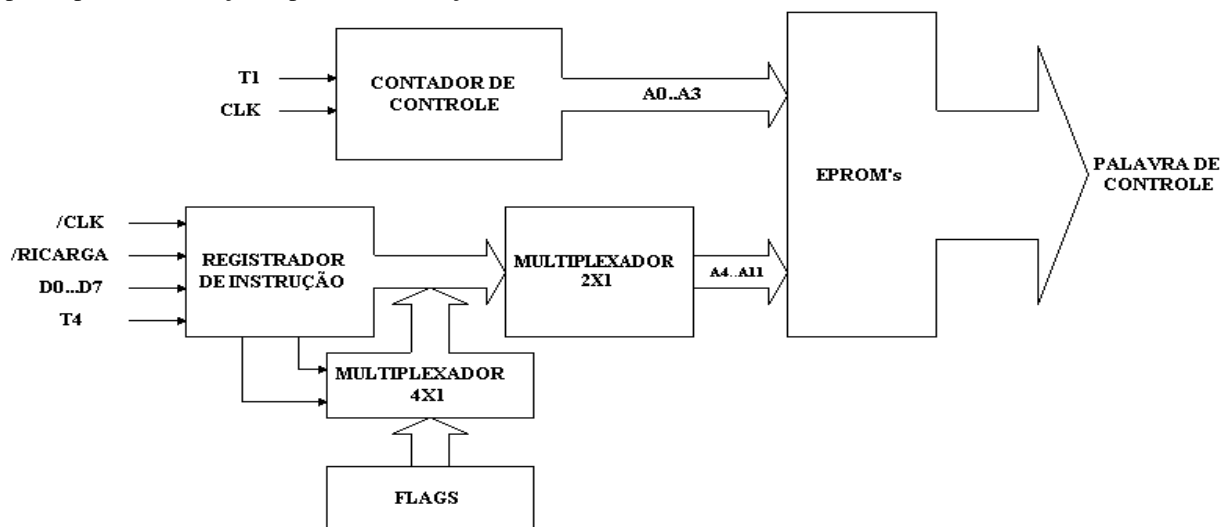 T1
CLK
CONTADOR DE
CONTROLE
A0..A3
EPROM's
PALAVRA DE
CONTROLE
/CLK
/RICARGA
D0...D7
T4
REGISTRADOR
DE INSTRUÇÃO
MULTIPLEXADOR
2X1
A4..A11
MULTIPLEXADOR
4X1
FLAGS